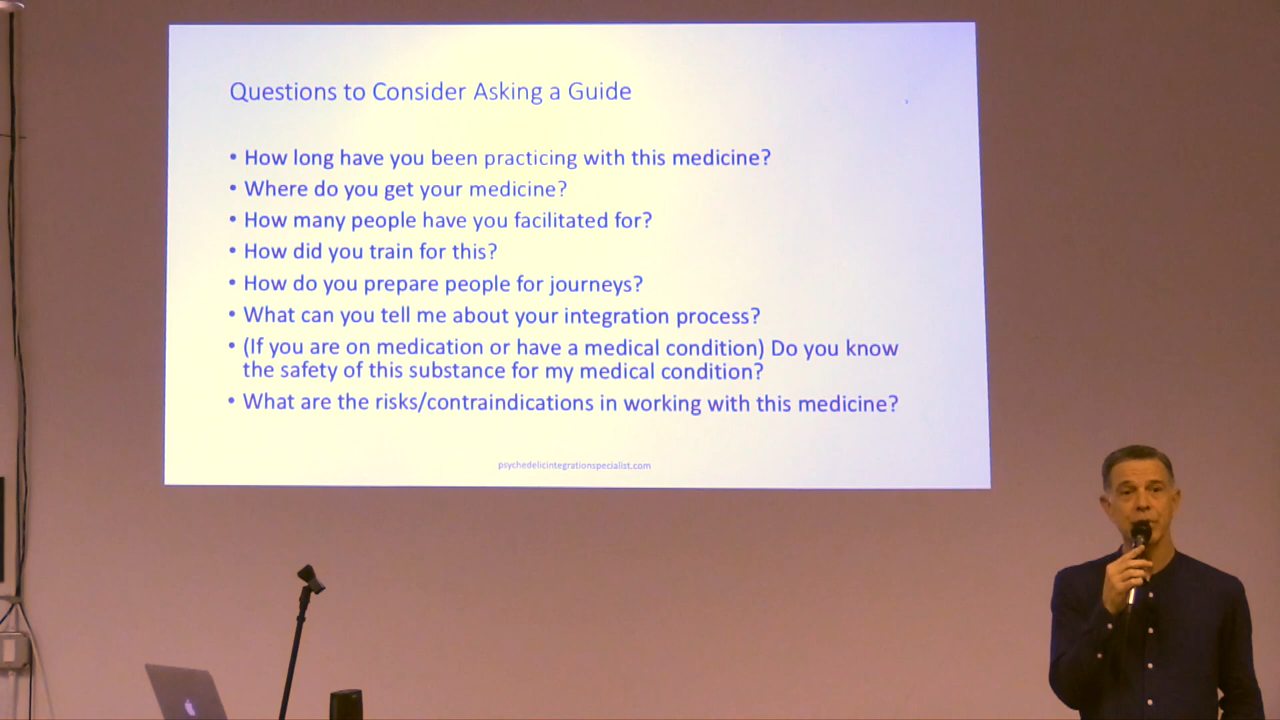 Questions to Consider Asking a Guide
• How long have you been practicing with this medicine?
• Where do you get your medicine?
• How many people have you facilitated for?
• How did you train for this?
• How do you prepare people for journeys?
• What can you tell me about your integration process?
• (If you are on medication or have a medical condition) Do you know
the safety of this substance for my medical condition?
• What are the risks/contraindications in working with this medicine?
psychedelicintegrationspecialist.com